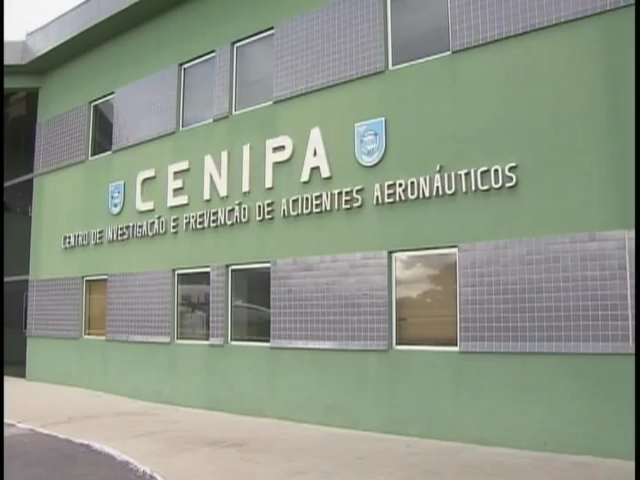 CENIPA
CENTRO DE INVESTIGAÇÃO E PREVENÇÃO DE ACIDENTES AERONÁUTICOS